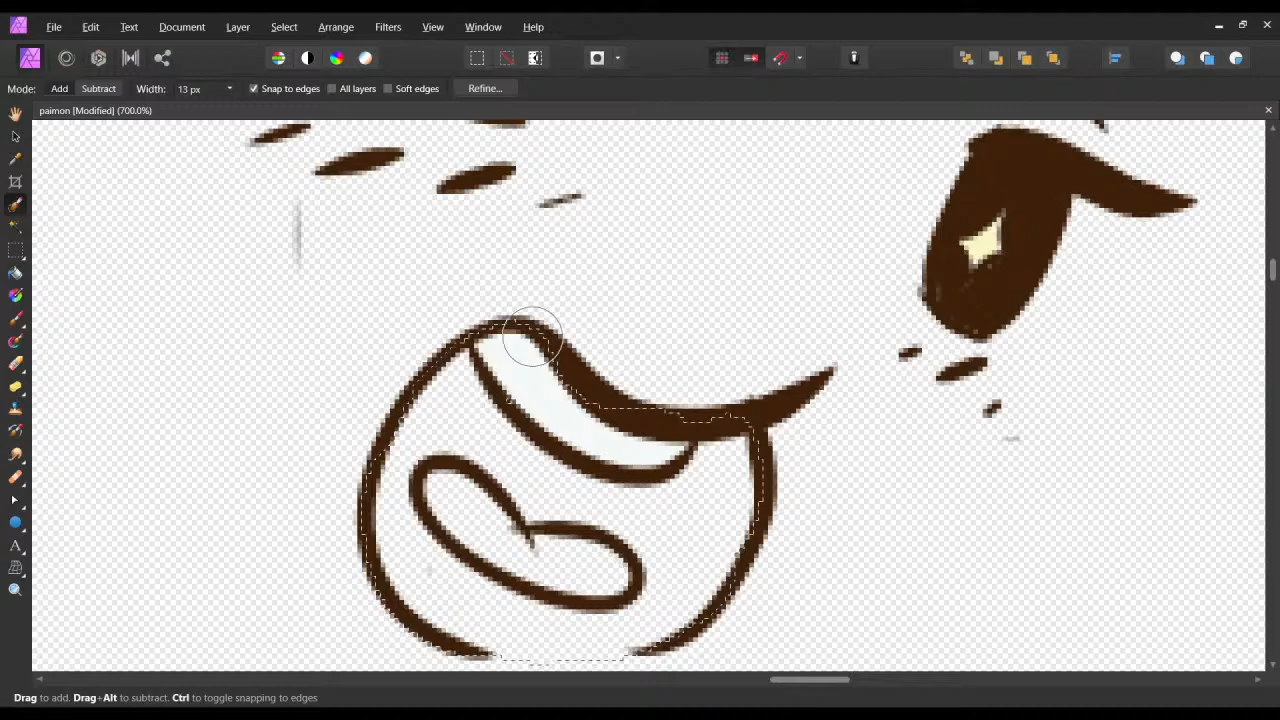 File Edit Text Document Layer Select Arrange Filters View Window Help
Mode: Add Subtract Width: 13 px Snap to edges All layers Soft edges Refine...
paimon [Modified] (700.0%)
A
Drag to add. Drag+Alt to subtract. Ctrl to toggle snapping to edges